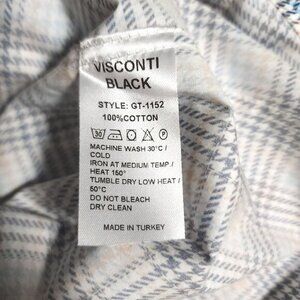 VISCONTI
BLACK
STYLE: GT-1152
100%COTTON
30
MACHINE WASH 30°C /
COLD
IRON AT MEDIUM TEMP /
HEAT 150°
TUMBLE DRY LOW HEAT /
50°C
DO NOT BLEACH
DRY CLEAN
MADE IN TURKEY